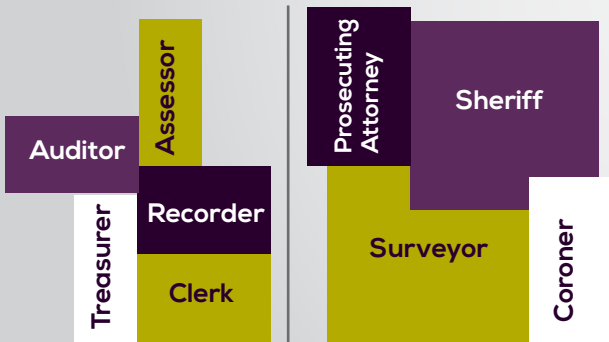 Assessor
Auditor
Recorder
Treasurer
Clerk
Prosecuting
Attorney
Sheriff
Surveyor
Coroner